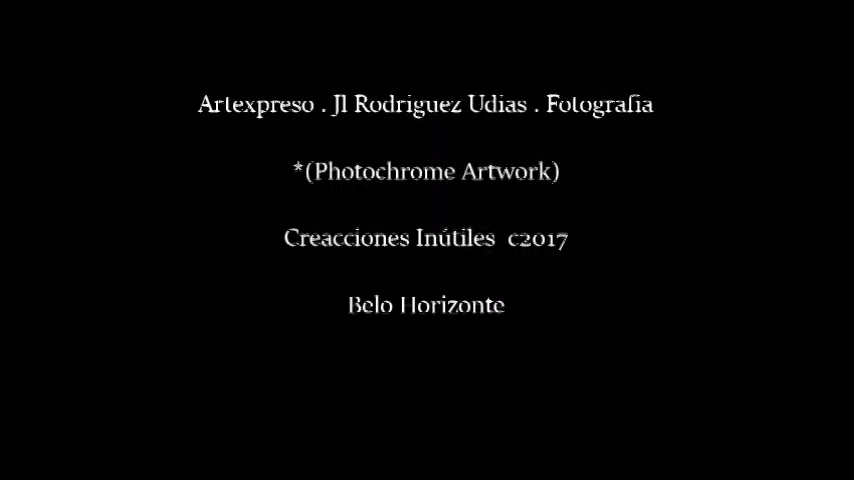 Artexpreso . Jl Rodriguez Udias . Fotografia
*(Photochrome Artwork)
Creacciones Inútiles c2017
Belo Horizonte